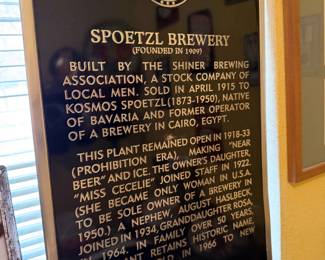 SPOETZL BREWERY
(FOUNDED IN 1909)
BUILT BY THE SHINER BREWING
ASSOCIATION, A STOCK COMPANY OF
LOCAL MEN. SOLD IN APRIL 1915 TO
KOSMOS SPOETZL (1873-1950), NATIVE
OF BAVARIA AND FORMER OPERATOR
OF A BREWERY IN CAIRO, EGYPT.
THIS PLANT REMAINED OPEN IN 1918-33
(PROHIBITION ERA), MAKING "NEAR
BEER" AND ICE. THE OWNER'S DAUGHTER,
"MISS CECELIE" JOINED STAFF IN 1922.
(SHE BECAME ONLY WOMAN IN U.S.A.
TO BE SOLE OWNER OF A BREWERY IN
1950.) A NEPHEW, AUGUST HASLBECK,
JOINED IN 1934, GRANDDAUGHTER ROSA,
IN 1964. IN FAMILY OVER 50 YEARS,
PLANT RETAINS HISTORIC NAME,
IN 1966 TO NEW